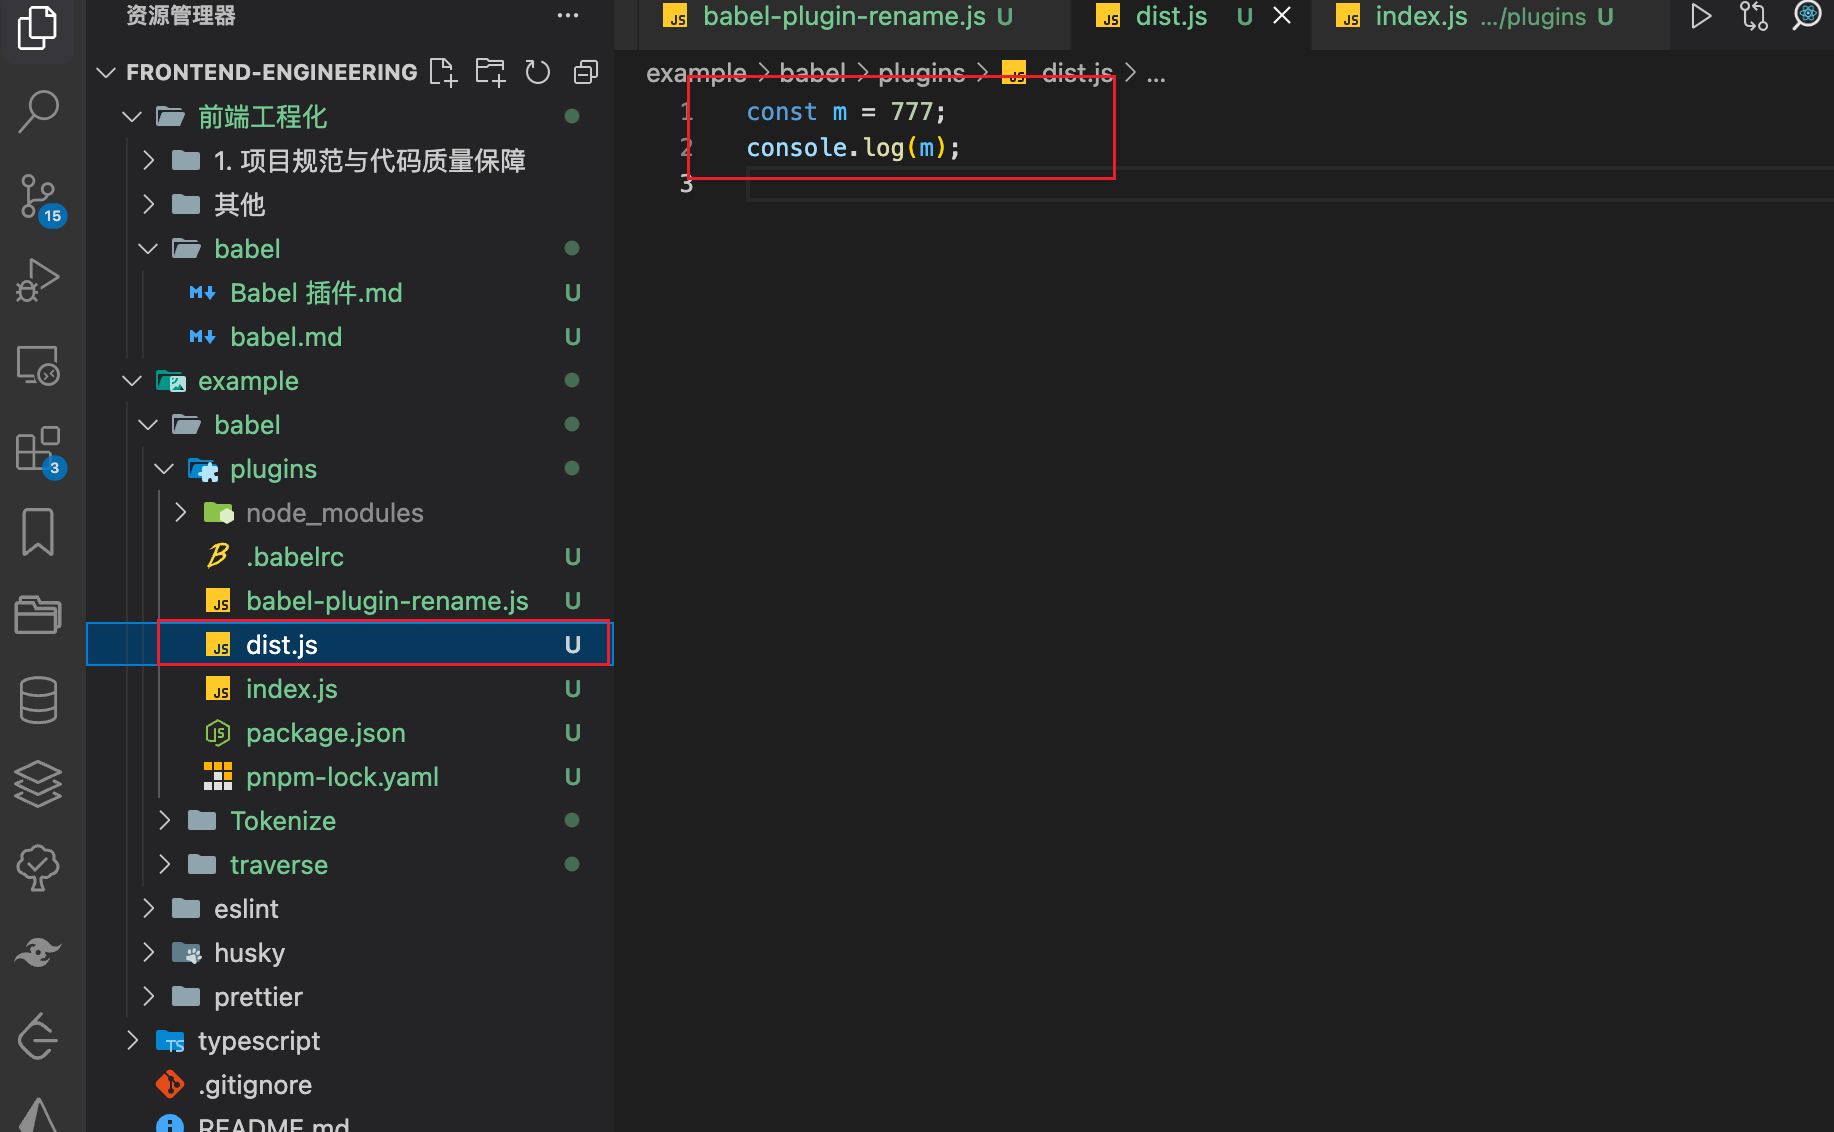 资源管理器
FRONTEND-ENGINEERING
前端工程化
1. 项目规范与代码质量保障
其他
babel
Babel 插件.md U
babel.md U
example
babel
plugins
node_modules
.babelrc U
babel-plugin-rename.js U
dist.js U
index.js U
package.json U
pnpm-lock.yaml U
Tokenize
traverse
eslint
husky
prettier
typescript
.gitignore
README.md
15
3
babel-plugin-rename.js U
dist.js U
index.js .../plugins U
example > babel > plugins > dist.js > ...
1 const m = 777;
2 console.log(m);
3